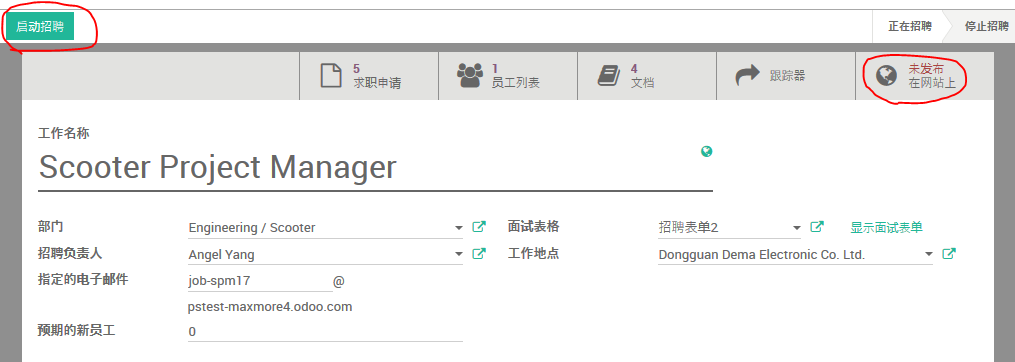 启动招聘
正在招聘
停止招聘
5
求职申请
1
员工列表
4
文档
跟踪器
未发布
在网站上
工作名称
Scooter Project Manager
部门 Engineering / Scooter 面试表格 招聘表单2 显示面试表单
招聘负责人 Angel Yang 工作地点 Dongguan Dema Electronic Co. Ltd.
指定的电子邮件 job-spm17 @
pstest-maxmore4.odoo.com
预期的新员工 0